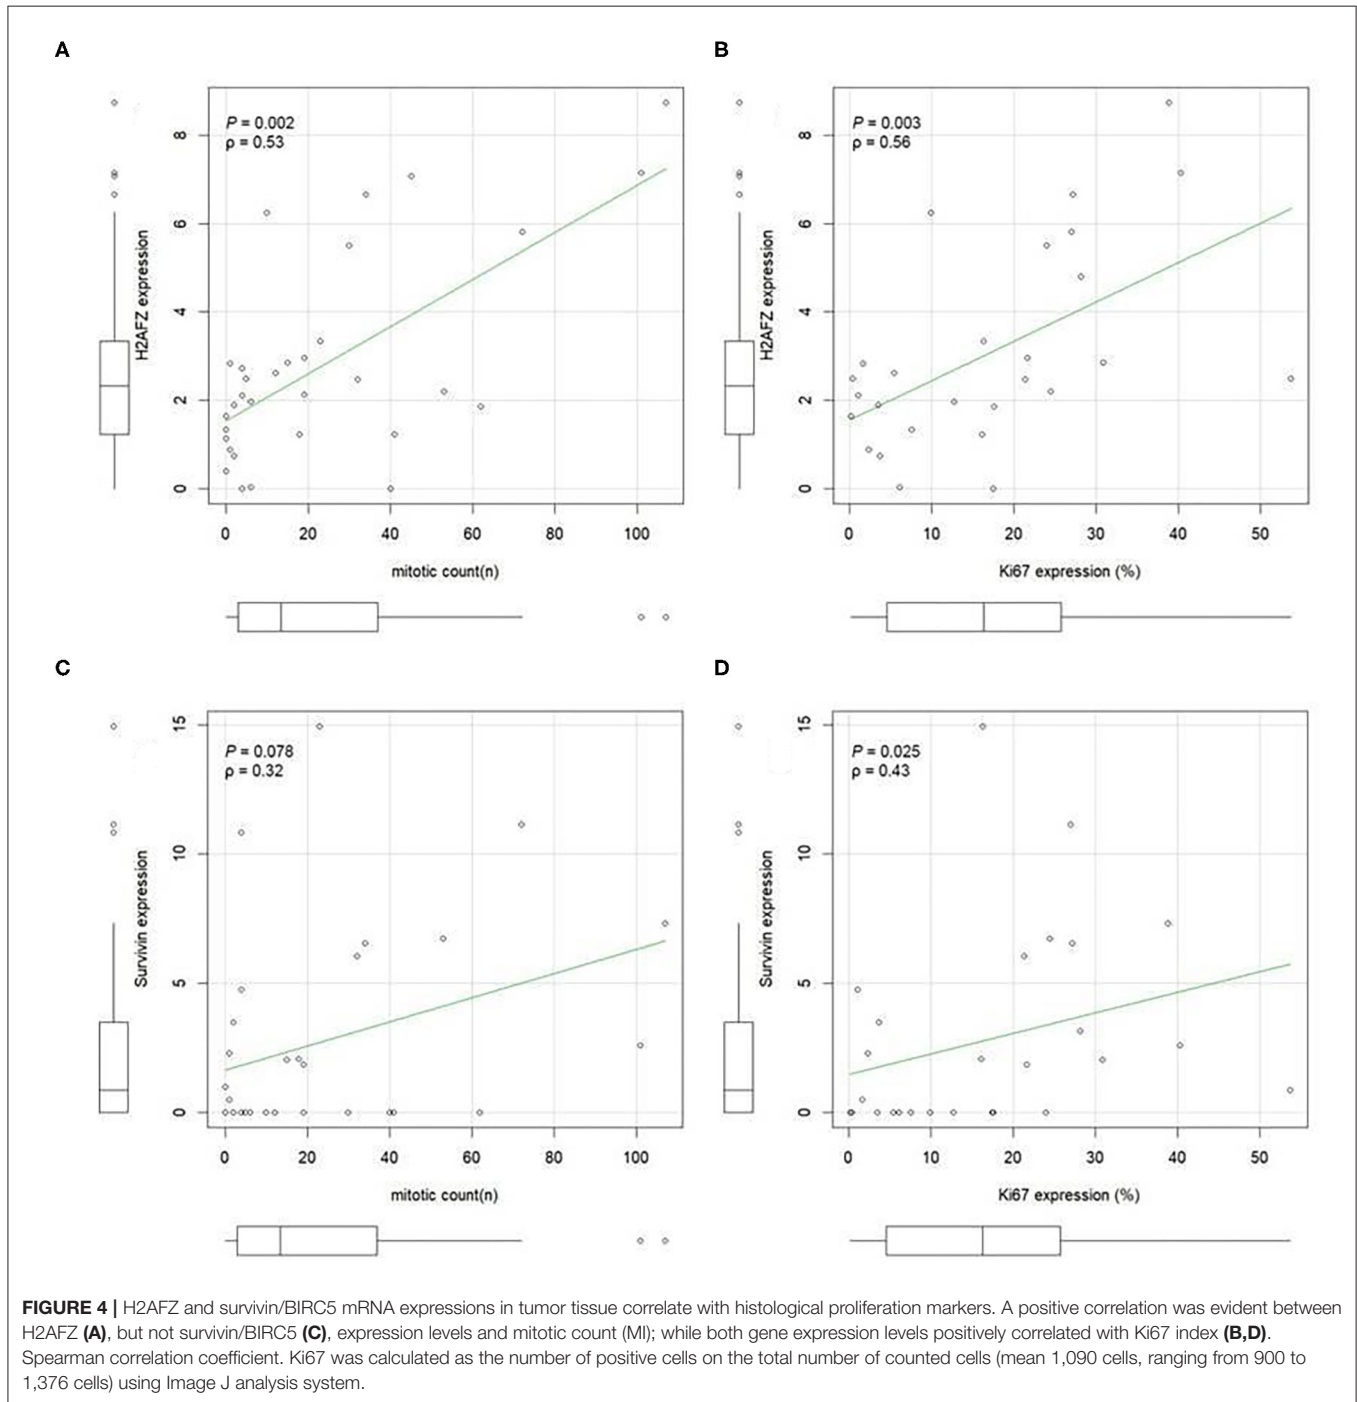 A
B
P = 0.002
ρ = 0.53
P = 0.003
ρ = 0.56
H2AFZ expression
0 2 4 6 8
H2AFZ expression
0 2 4 6 8
0 20 40 60 80 100
0 10 20 30 40 50
mitotic count(n)
Ki67 expression (%)
C
D
P = 0.078
ρ = 0.32
P = 0.025
ρ = 0.43
Survivin expression
0 5 10 15
Survivin expression
0 5 10 15
0 20 40 60 80 100
0 10 20 30 40 50
mitotic count(n)
Ki67 expression (%)
FIGURE 4 | H2AFZ and survivin/BIRC5 mRNA expressions in tumor tissue correlate with histological proliferation markers. A positive correlation was evident between
H2AFZ (A), but not survivin/BIRC5 (C), expression levels and mitotic count (MI); while both gene expression levels positively correlated with Ki67 index (B,D).
Spearman correlation coefficient. Ki67 was calculated as the number of positive cells on the total number of counted cells (mean 1,090 cells, ranging from 900 to
1,376 cells) using Image J analysis system.